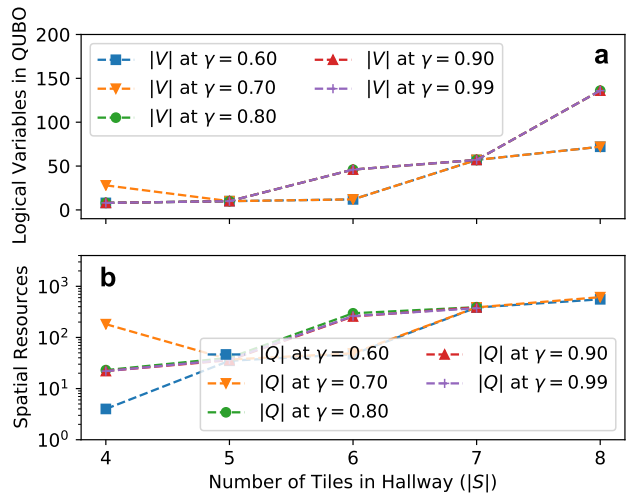 Logical Variables in QUBO
200
150
100
50
0
|V| at γ = 0.60
|V| at γ = 0.70
|V| at γ = 0.80
|V| at γ = 0.90
|V| at γ = 0.99
a
Spatial Resources
10³
10²
10¹
10⁰
b
|Q| at γ = 0.60
|Q| at γ = 0.70
|Q| at γ = 0.80
|Q| at γ = 0.90
|Q| at γ = 0.99
4 5 6 7 8
Number of Tiles in Hallway (|S|)